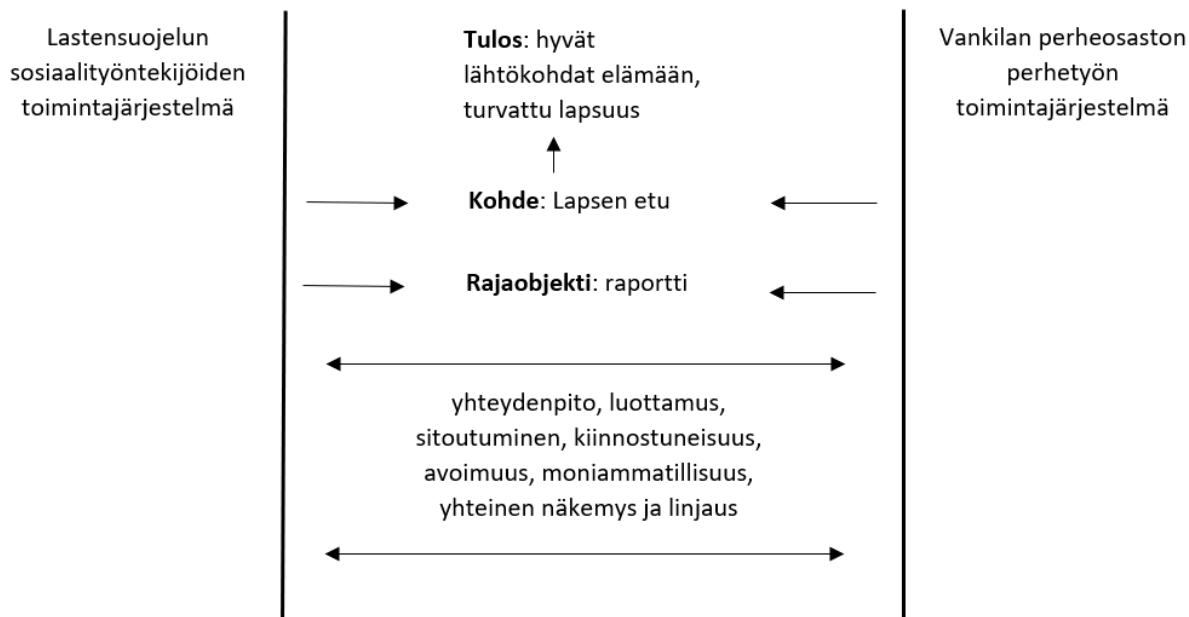 Lastensuojelun
sosiaalityöntekijöiden
toimintajärjestelmä
Tulos: hyvät
lähtökohdat elämään,
turvattu lapsuus
Kohde: Lapsen etu
Rajaobjekti: raportti
yhteydenpito, luottamus,
sitoutuminen, kiinnostuneisuus,
avoimuus, moniammatillisuus,
yhteinen näkemys ja linjaus
Vankilan perheosaston
perhetyön
toimintajärjestelmä